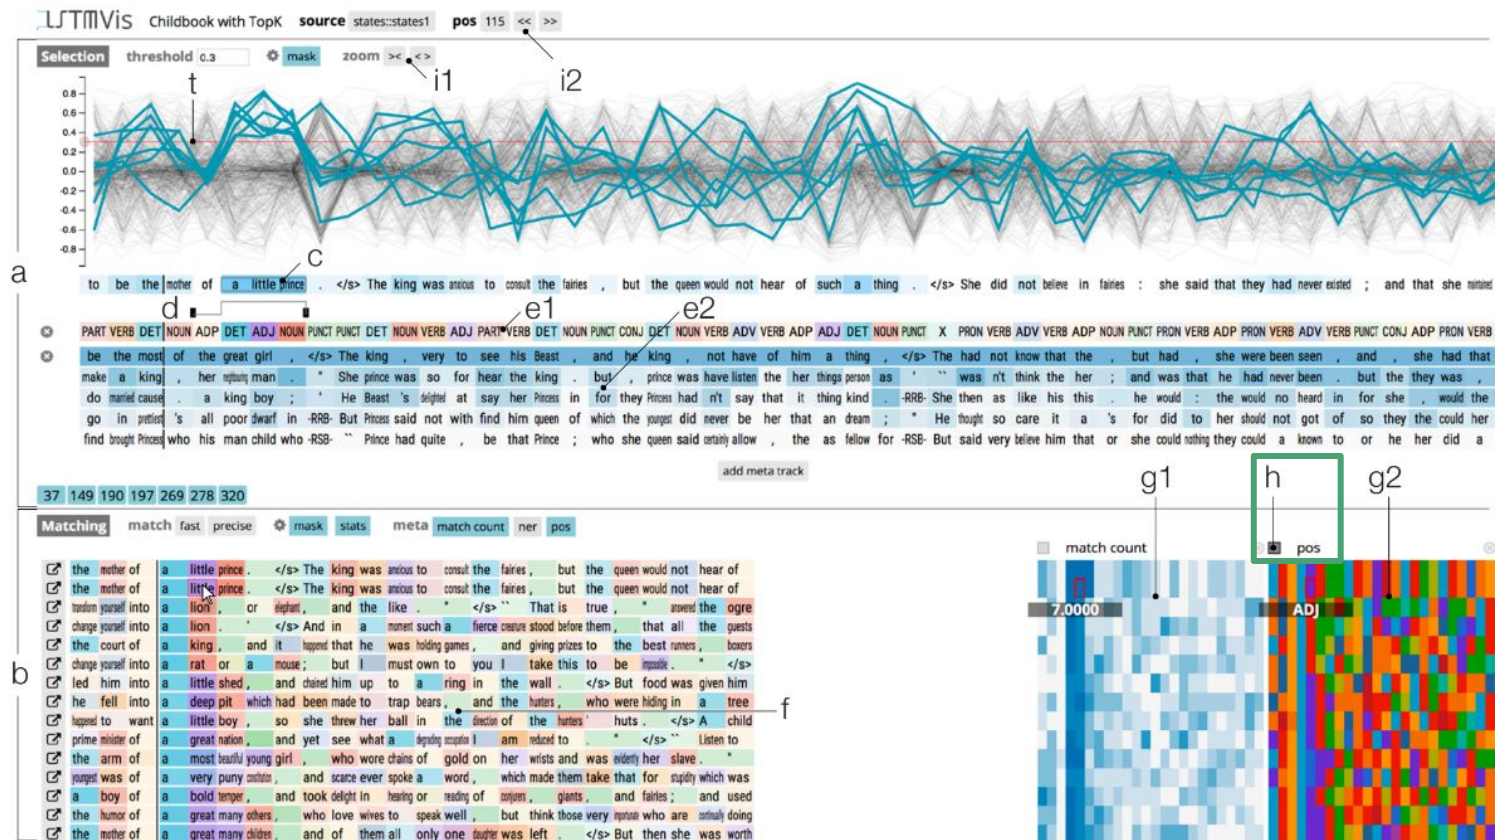 LSTMVis Childbook with TopK source states::states1 pos 115 << >>
Selection threshold 0.3 mask zoom >< <>
t i1 i2
0.8
0.6
0.4
0.2
0.0
-0.2
-0.4
-0.6
-0.8
a c
to be the mother of a little prince . </s> The king was anxious to consult the fairies , but the queen would not hear of such a thing . </s> She did not believe in fairies : she said that they had never existed ; and that she maintained
d e1 e2
PART VERB DET NOUN ADP DET ADJ NOUN PUNCT PUNCT DET NOUN VERB ADJ PART VERB DET NOUN PUNCT CONJ DET NOUN VERB ADV VERB ADP ADJ DET NOUN PUNCT X PRON VERB ADV VERB ADP NOUN PUNCT PRON VERB ADP PRON VERB ADV VERB PUNCT CONJ ADP PRON VERB
be the most of the great girl , </s> The king , very to see his Beast , and he king , not have of him a thing , </s> The had not know that the , but had , she were been seen , and , she had that
make a king , her neighbouring man . " She prince was so for hear the king . but , prince was have listen the her things person as ' `` was n't think the her ; and was that he had never been . but the they was ,
do married cause . a king boy ; ' He Beast 's delighted at say her Princess in for they Princess had n't say that it thing kind . -RRB- She then as like his this . he would : the would no heard in for she , would the
go in prettiest 's all poor dwarf in -RRB- But Princess said not with find him queen of which the youngest did never be her that an dream ; " He thought so care it a 's for did to her should not got of so they the could her
find brought Princess who his man child who -RSB- `` Prince had quite , be that Prince ; who she queen said certainly allow , the as fellow for -RSB- But said very believe him that or she could nothing they could a known to or he her did a
add meta track
37 149 190 197 269 278 320
g1 h g2
Matching match fast precise mask stats meta match count ner pos
match count pos
7.0000 ADJ
b f
the mother of a little prince . </s> The king was anxious to consult the fairies , but the queen would not hear of
the mother of a little prince . </s> The king was anxious to consult the fairies , but the queen would not hear of
transform yourself into a lion , or elephant , and the like . " </s> `` That is true , " answered the ogre
change yourself into a lion . ' </s> And in a moment such a fierce creature stood before them , that all the guests
the court of a king , and it happened that he was holding games , and giving prizes to the best runners , boxers
change yourself into a rat or a mouse ; but I must own to you I take this to be impossible . " </s>
led him into a little shed , and chained him up to a ring in the wall . </s> But food was given him
he fell into a deep pit which had been made to trap bears , and the hunters , who were hiding in a tree
happened to want a little boy , so she threw her ball in the direction of the hunters ' huts . </s> A child
prime minister of a great nation , and yet see what a degrading occupation I am reduced to . " </s> `` Listen to
the arm of a most beautiful young girl , who wore chains of gold on her wrists and was evidently her slave . "
youngest was of a very puny constitution , and scarce ever spoke a word , which made them take that for stupidity which was
a boy of a bold temper , and took delight in hearing or reading of conjurers , giants , and fairies ; and used
the humor of a great many others , who love wives to speak well , but think those very importunate who are continually doing
the mother of a great many children , and of them all only one daughter was left . </s> But then she was worth